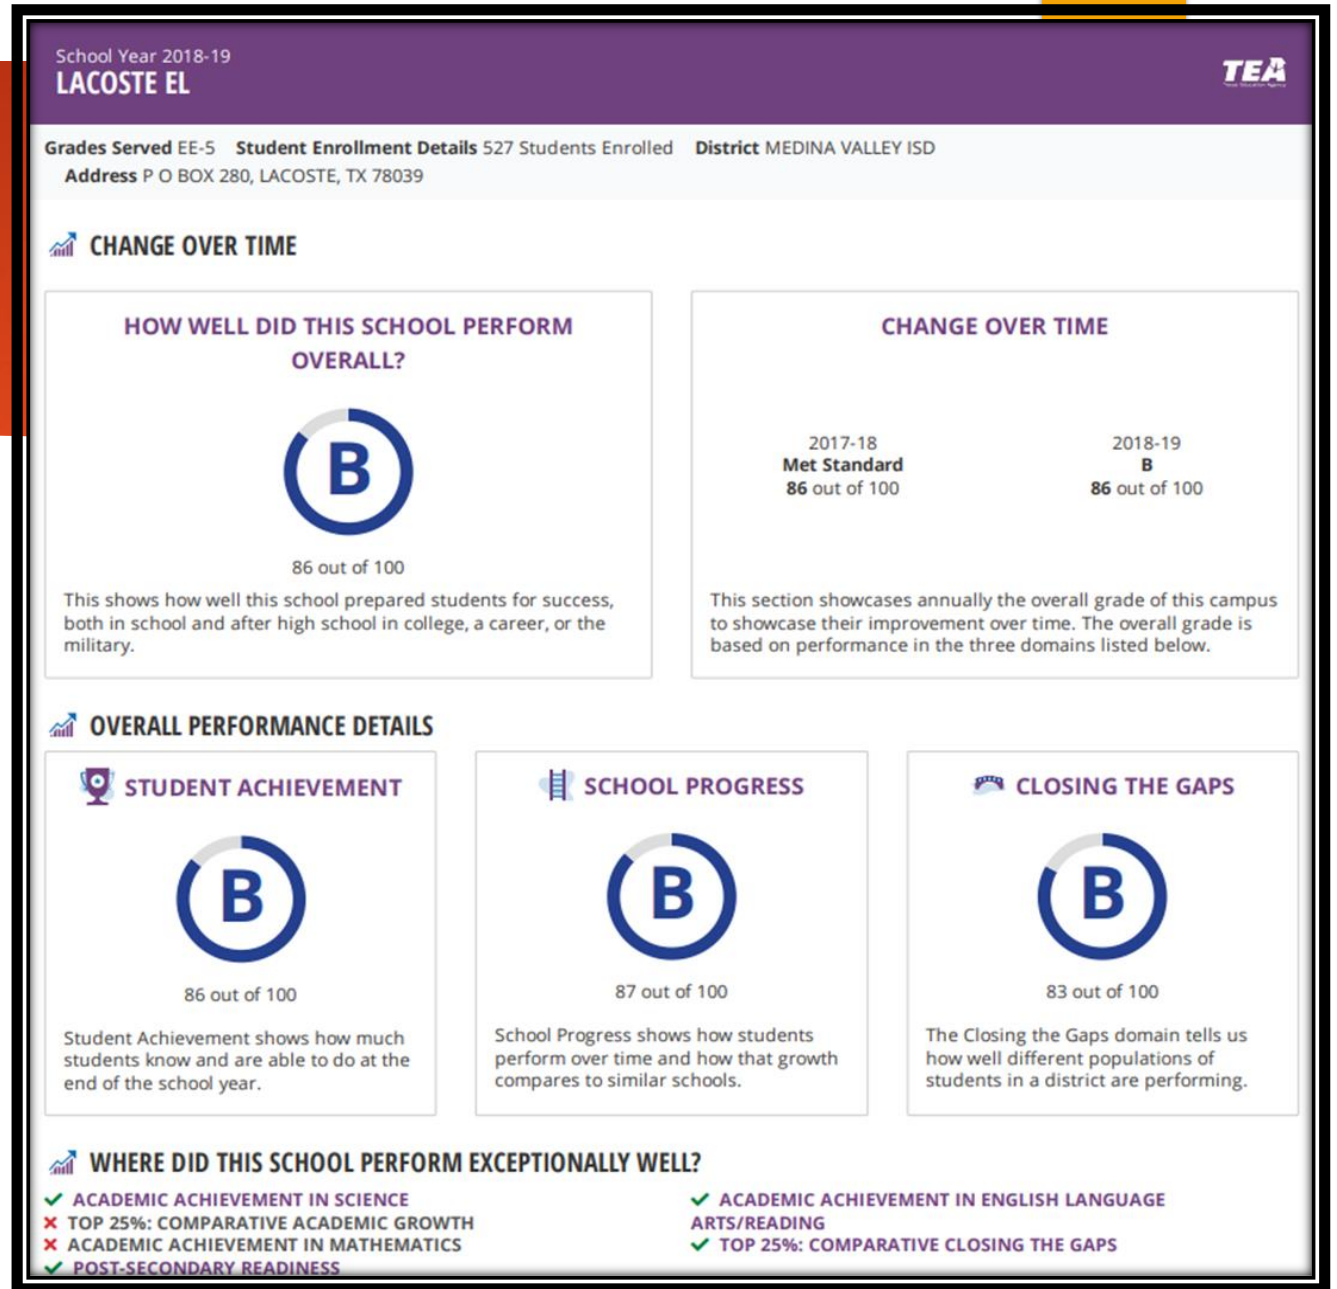 School Year 2018-19
LACOSTE EL
TEA
Texas Education Agency
Grades Served EE-5 Student Enrollment Details 527 Students Enrolled District MEDINA VALLEY ISD
Address P O BOX 280, LACOSTE, TX 78039
CHANGE OVER TIME
HOW WELL DID THIS SCHOOL PERFORM
OVERALL?
B
86 out of 100
This shows how well this school prepared students for success,
both in school and after high school in college, a career, or the
military.
CHANGE OVER TIME
2017-18
Met Standard
86 out of 100
2018-19
B
86 out of 100
This section showcases annually the overall grade of this campus
to showcase their improvement over time. The overall grade is
based on performance in the three domains listed below.
OVERALL PERFORMANCE DETAILS
STUDENT ACHIEVEMENT
B
86 out of 100
Student Achievement shows how much
students know and are able to do at the
end of the school year.
SCHOOL PROGRESS
B
87 out of 100
School Progress shows how students
perform over time and how that growth
compares to similar schools.
CLOSING THE GAPS
B
83 out of 100
The Closing the Gaps domain tells us
how well different populations of
students in a district are performing.
WHERE DID THIS SCHOOL PERFORM EXCEPTIONALLY WELL?
✓ ACADEMIC ACHIEVEMENT IN SCIENCE
✗ TOP 25%: COMPARATIVE ACADEMIC GROWTH
✗ ACADEMIC ACHIEVEMENT IN MATHEMATICS
✓ POST-SECONDARY READINESS
✓ ACADEMIC ACHIEVEMENT IN ENGLISH LANGUAGE
ARTS/READING
✓ TOP 25%: COMPARATIVE CLOSING THE GAPS